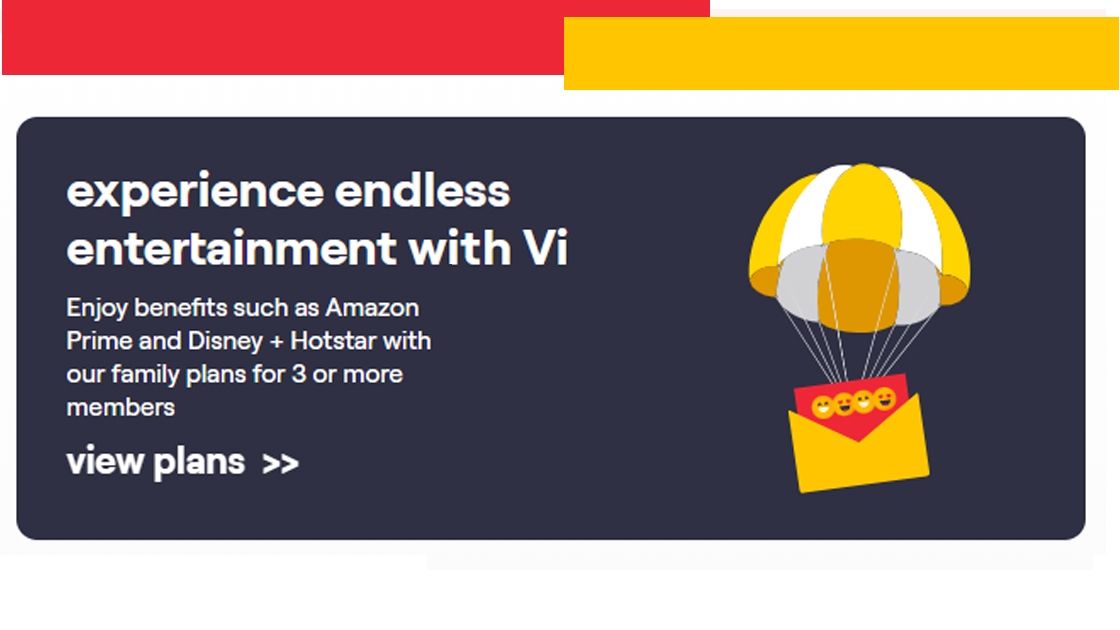 experience endless
entertainment with Vi
Enjoy benefits such as Amazon
Prime and Disney + Hotstar with
our family plans for 3 or more
members
view plans >>